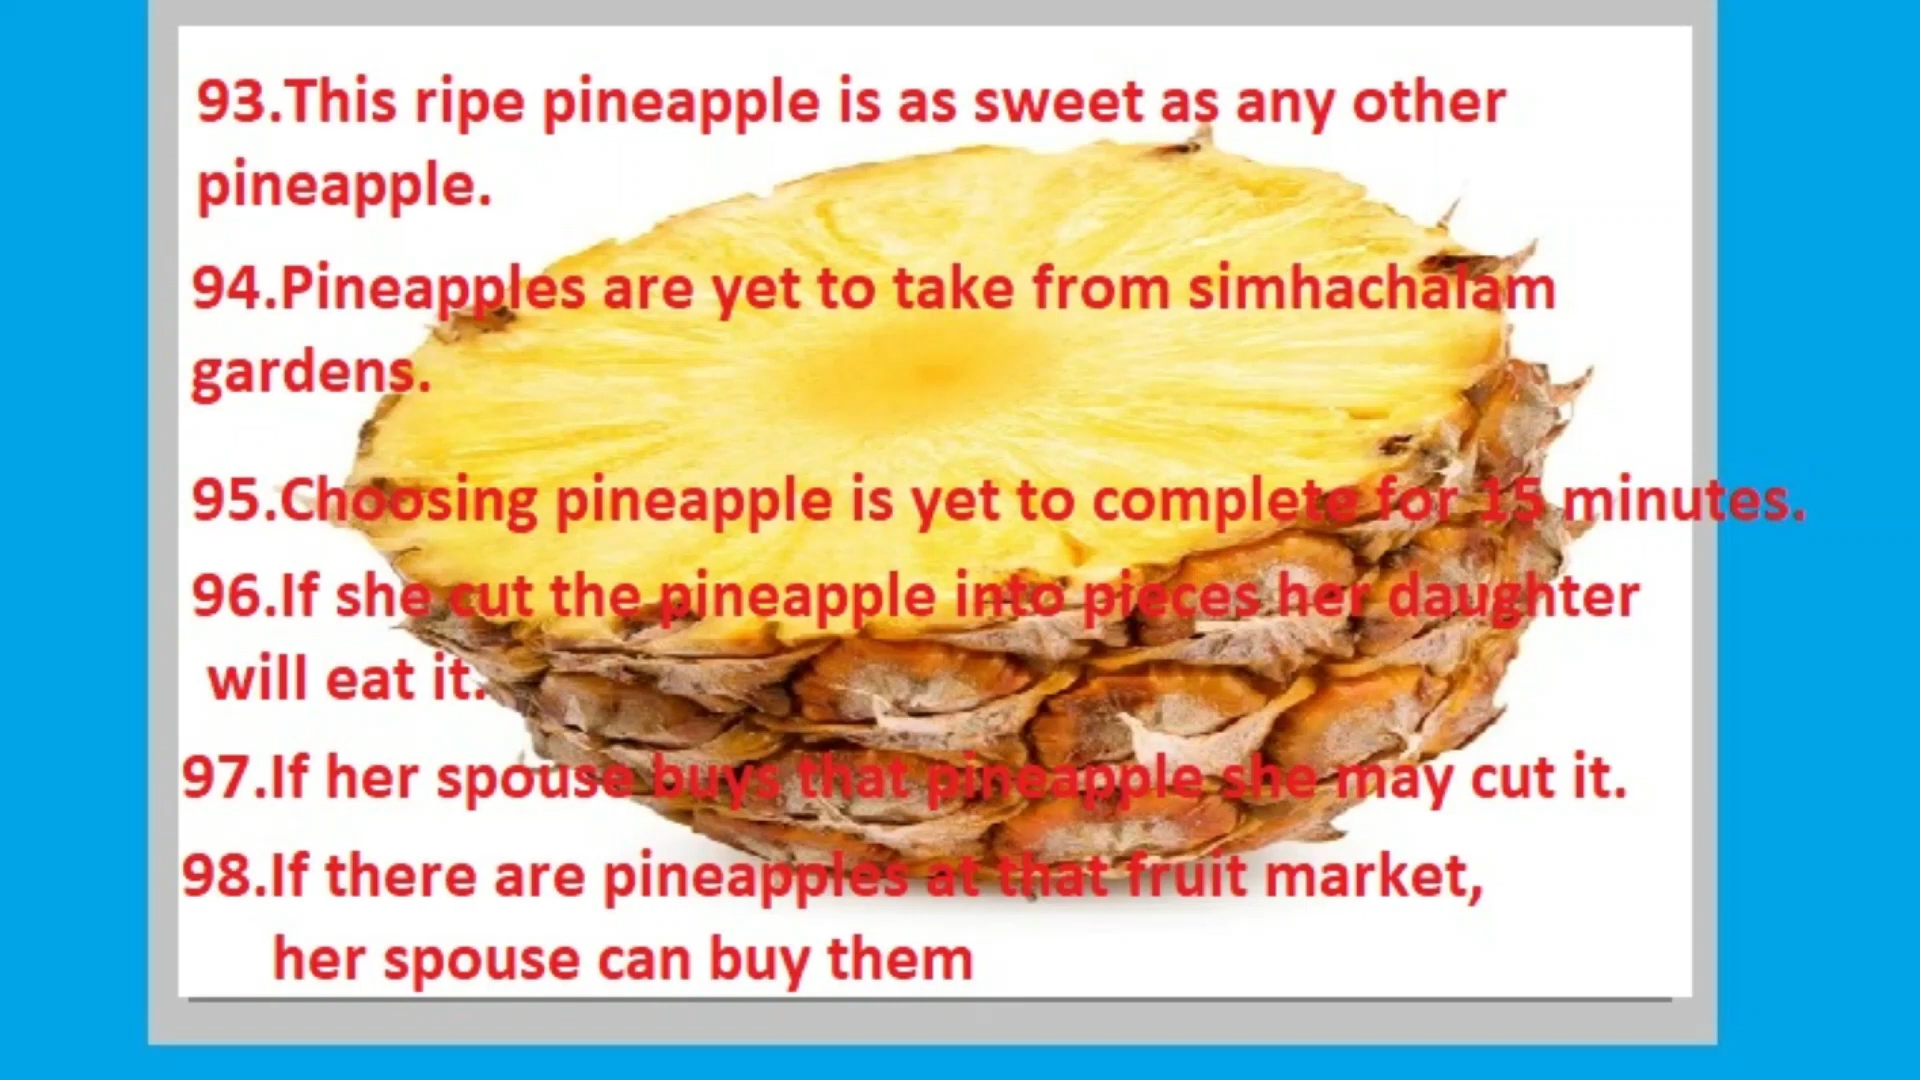 93.This ripe pineapple is as sweet as any other
pineapple.
94.Pineapples are yet to take from simhachalam
gardens.
95.Choosing pineapple is yet to complete for 15 minutes.
96.If she cut the pineapple into pieces her daughter
will eat it.
97.If her spouse buys that pineapple she may cut it.
98.If there are pineapples at that fruit market,
her spouse can buy them